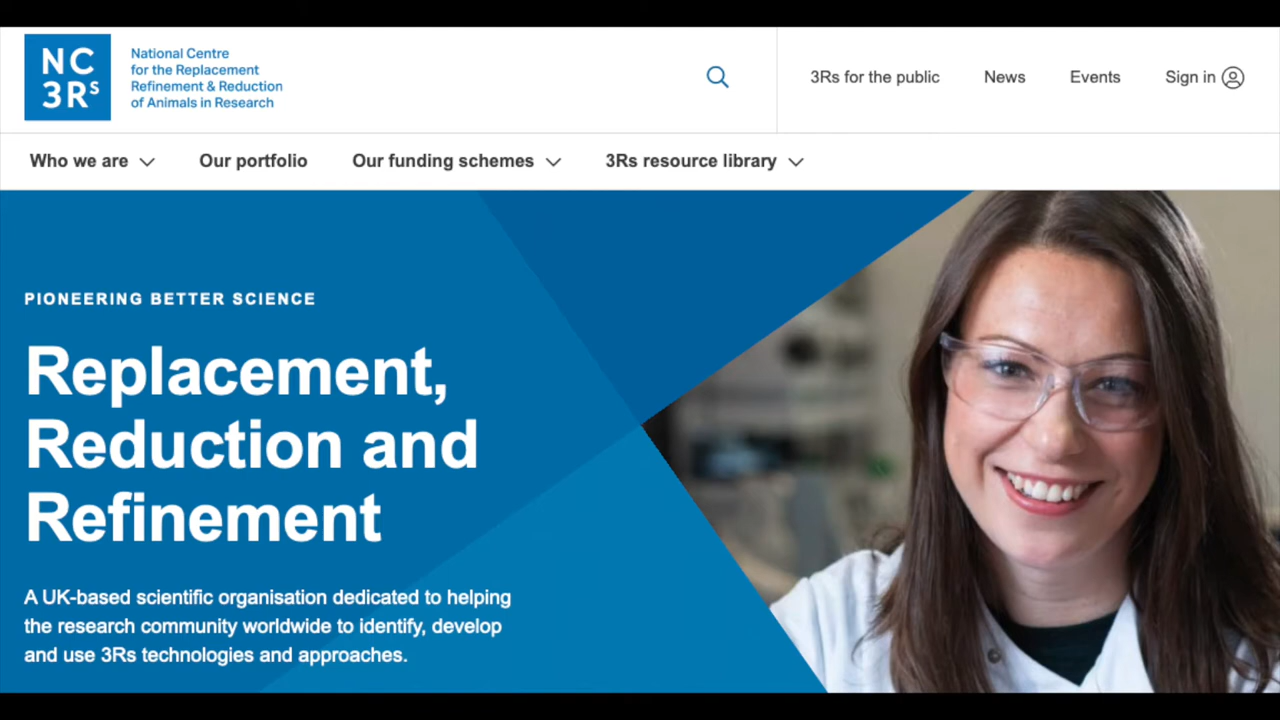 NC
3Rs
National Centre
for the Replacement
Refinement & Reduction
of Animals in Research
3Rs for the public
News
Events
Sign in
Who we are
Our portfolio
Our funding schemes
3Rs resource library
PIONEERING BETTER SCIENCE
Replacement,
Reduction and
Refinement
A UK-based scientific organisation dedicated to helping
the research community worldwide to identify, develop
and use 3Rs technologies and approaches.